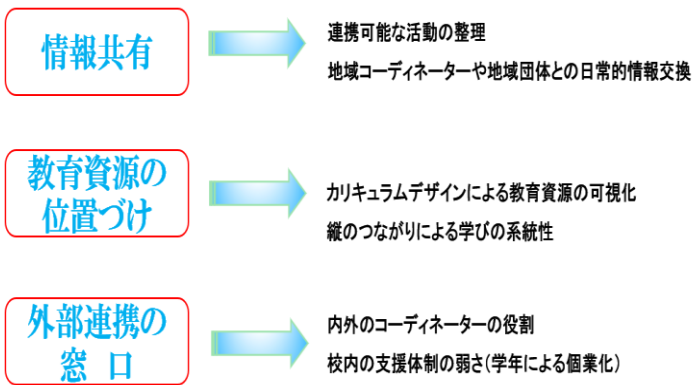 情報共有
連携可能な活動の整理
地域コーディネーターや地域団体との日常的情報交換
教育資源の
位置づけ
カリキュラムデザインによる教育資源の可視化
縦のつながりによる学びの系統性
外部連携の
窓 口
内外のコーディネーターの役割
校内の支援体制の弱さ(学年による個業化)